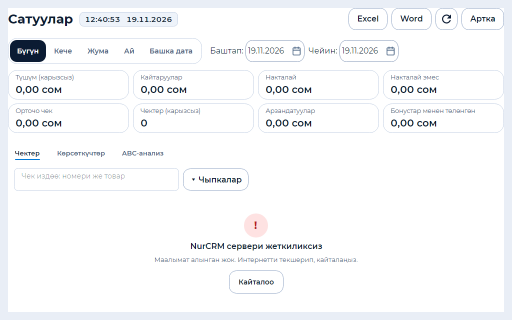 Сатуулар 12:40:53 19.11.2026 Excel Word Артка
Бүгүн Кече Жума Ай Башка дата Баштап: 19.11.2026 Чейин: 19.11.2026
Түшүм (карызсыз) Кайтаруулар Накталай Накталай эмес
0,00 сом 0,00 сом 0,00 сом 0,00 сом
Орточо чек Чектер (карызсыз) Арзандатуулар Бонустар менен төлөнгөн
0,00 сом 0 0,00 сом 0,00 сом
Чектер Көрсөткүчтөр ABC-анализ
Чек издөө: номери же товар Чыпкалар
!
NurCRM сервери жеткиликсиз
Маалымат алынган жок. Интернетти текшерип, кайталаңыз.
Кайталоо